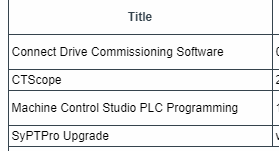 Title
Connect Drive Commissioning Software
CTScope
Machine Control Studio PLC Programming
SyPTPro Upgrade